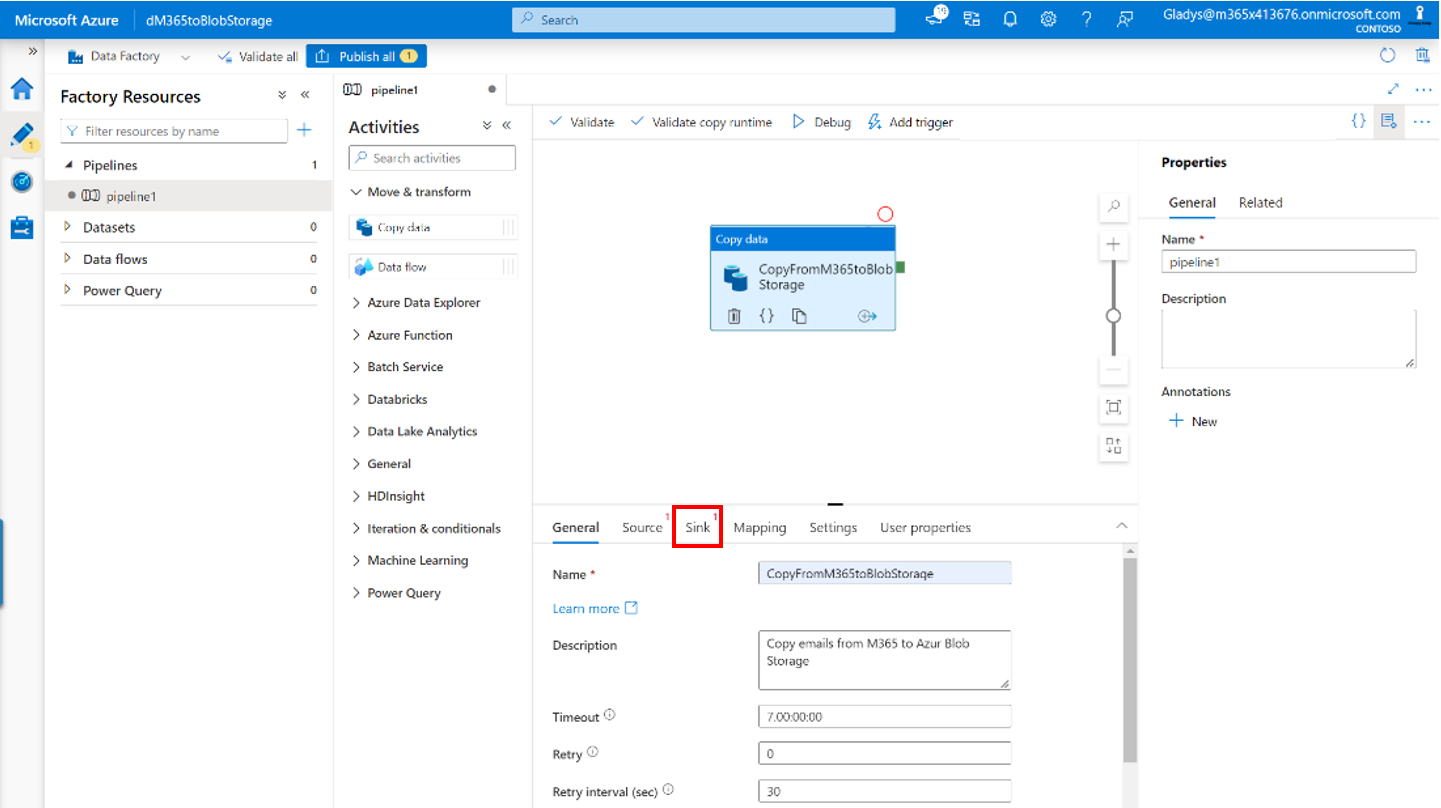 Microsoft Azure
dM365toBlobStorage
Search
19
Gladys@m365x413676.onmicrosoft.com
CONTOSO
Data Factory
Validate all
Publish all 1
1
Factory Resources
Filter resources by name
Pipelines 1
pipeline1
Datasets 0
Data flows 0
Power Query 0
pipeline1
Activities
Search activities
Move & transform
Copy data
Data flow
Azure Data Explorer
Azure Function
Batch Service
Databricks
Data Lake Analytics
General
HDInsight
Iteration & conditionals
Machine Learning
Power Query
Validate
Validate copy runtime
Debug
Add trigger
Copy data
CopyFromM365toBlob
Storage
General
Source 1
Sink 1
Mapping
Settings
User properties
Name *
CopyFromM365toBlobStorage
Learn more
Description
Copy emails from M365 to Azur Blob
Storage
Timeout
7.00:00:00
Retry
0
Retry interval (sec)
30
Properties
General
Related
Name *
pipeline1
Description
Annotations
New